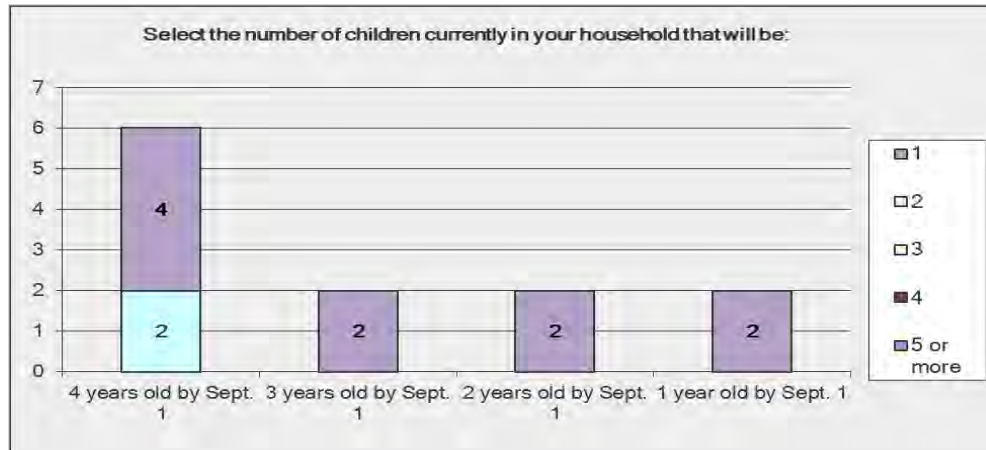 Select the number of children currently in your household that will be:
7
6
5
4
3
2
1
0
4
2
2
2
2
4 years old by Sept. 1
3 years old by Sept. 1
2 years old by Sept. 1
1 year old by Sept. 1
1
2
3
4
5 or more